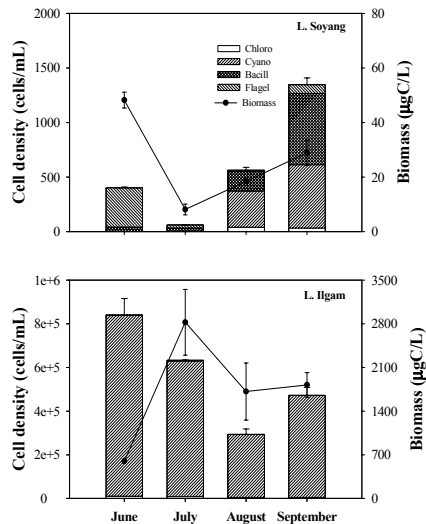 L. Soyang
Chloro
Cyano
Bacill
Flagel
Biomass
Cell density (cells/mL)
2000
1500
1000
500
0
Biomass (µgC/L)
80
60
40
20
0
L. Ilgam
Cell density (cells/mL)
1e+6
8e+5
6e+5
4e+5
2e+5
0
Biomass (µgC/L)
3500
2800
2100
1400
700
0
June July August September